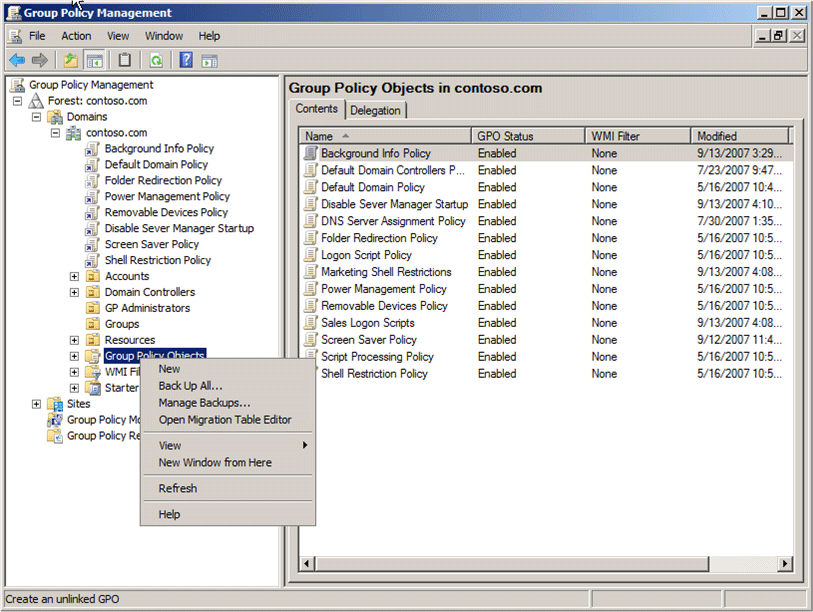 Group Policy Management
File Action View Window Help
Group Policy Management
Forest: contoso.com
Domains
contoso.com
Background Info Policy
Default Domain Policy
Folder Redirection Policy
Power Management Policy
Removable Devices Policy
Disable Sever Manager Startup
Screen Saver Policy
Shell Restriction Policy
Accounts
Domain Controllers
GP Administrators
Groups
Resources
Group Policy Objects
WMI Fil
Starter
Sites
Group Policy Mo
Group Policy Re
New
Back Up All...
Manage Backups...
Open Migration Table Editor
View
New Window from Here
Refresh
Help
Group Policy Objects in contoso.com
Contents Delegation
Name GPO Status WMI Filter Modified
Background Info Policy Enabled None 9/13/2007 3:29...
Default Domain Controllers P... Enabled None 7/23/2007 9:47...
Default Domain Policy Enabled None 5/16/2007 10:4...
Disable Sever Manager Startup Enabled None 9/13/2007 4:10...
DNS Server Assignment Policy Enabled None 7/30/2007 1:35...
Folder Redirection Policy Enabled None 5/16/2007 10:5...
Logon Script Policy Enabled None 5/16/2007 10:5...
Marketing Shell Restrictions Enabled None 9/13/2007 4:08...
Power Management Policy Enabled None 5/16/2007 10:5...
Removable Devices Policy Enabled None 5/16/2007 10:5...
Sales Logon Scripts Enabled None 9/13/2007 4:08...
Screen Saver Policy Enabled None 9/12/2007 11:4...
Script Processing Policy Enabled None 5/16/2007 10:5...
Shell Restriction Policy Enabled None 5/16/2007 10:5...
Create an unlinked GPO